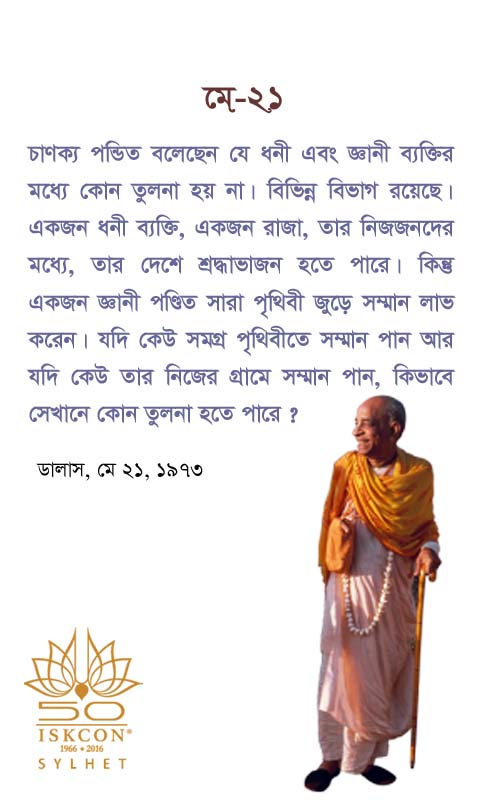 মে-২১
চাণক্য পন্ডিত বলেছেন যে ধনী এবং জ্ঞানী ব্যক্তির
মধ্যে কোন তুলনা হয় না। বিভিন্ন বিভাগ রয়েছে।
একজন ধনী ব্যক্তি, একজন রাজা, তার নিজজনদের
মধ্যে, তার দেশে শ্রদ্ধাভাজন হতে পারে। কিন্তু
একজন জ্ঞানী পণ্ডিত সারা পৃথিবী জুড়ে সম্মান লাভ
করেন। যদি কেউ সমগ্র পৃথিবীতে সম্মান পান আর
যদি কেউ তার নিজের গ্রামে সম্মান পান, কিভাবে
সেখানে কোন তুলনা হতে পারে ?
ডালাস, মে ২১, ১৯৭৩
50
ISKCON®
1966 • 2016
SYLHET